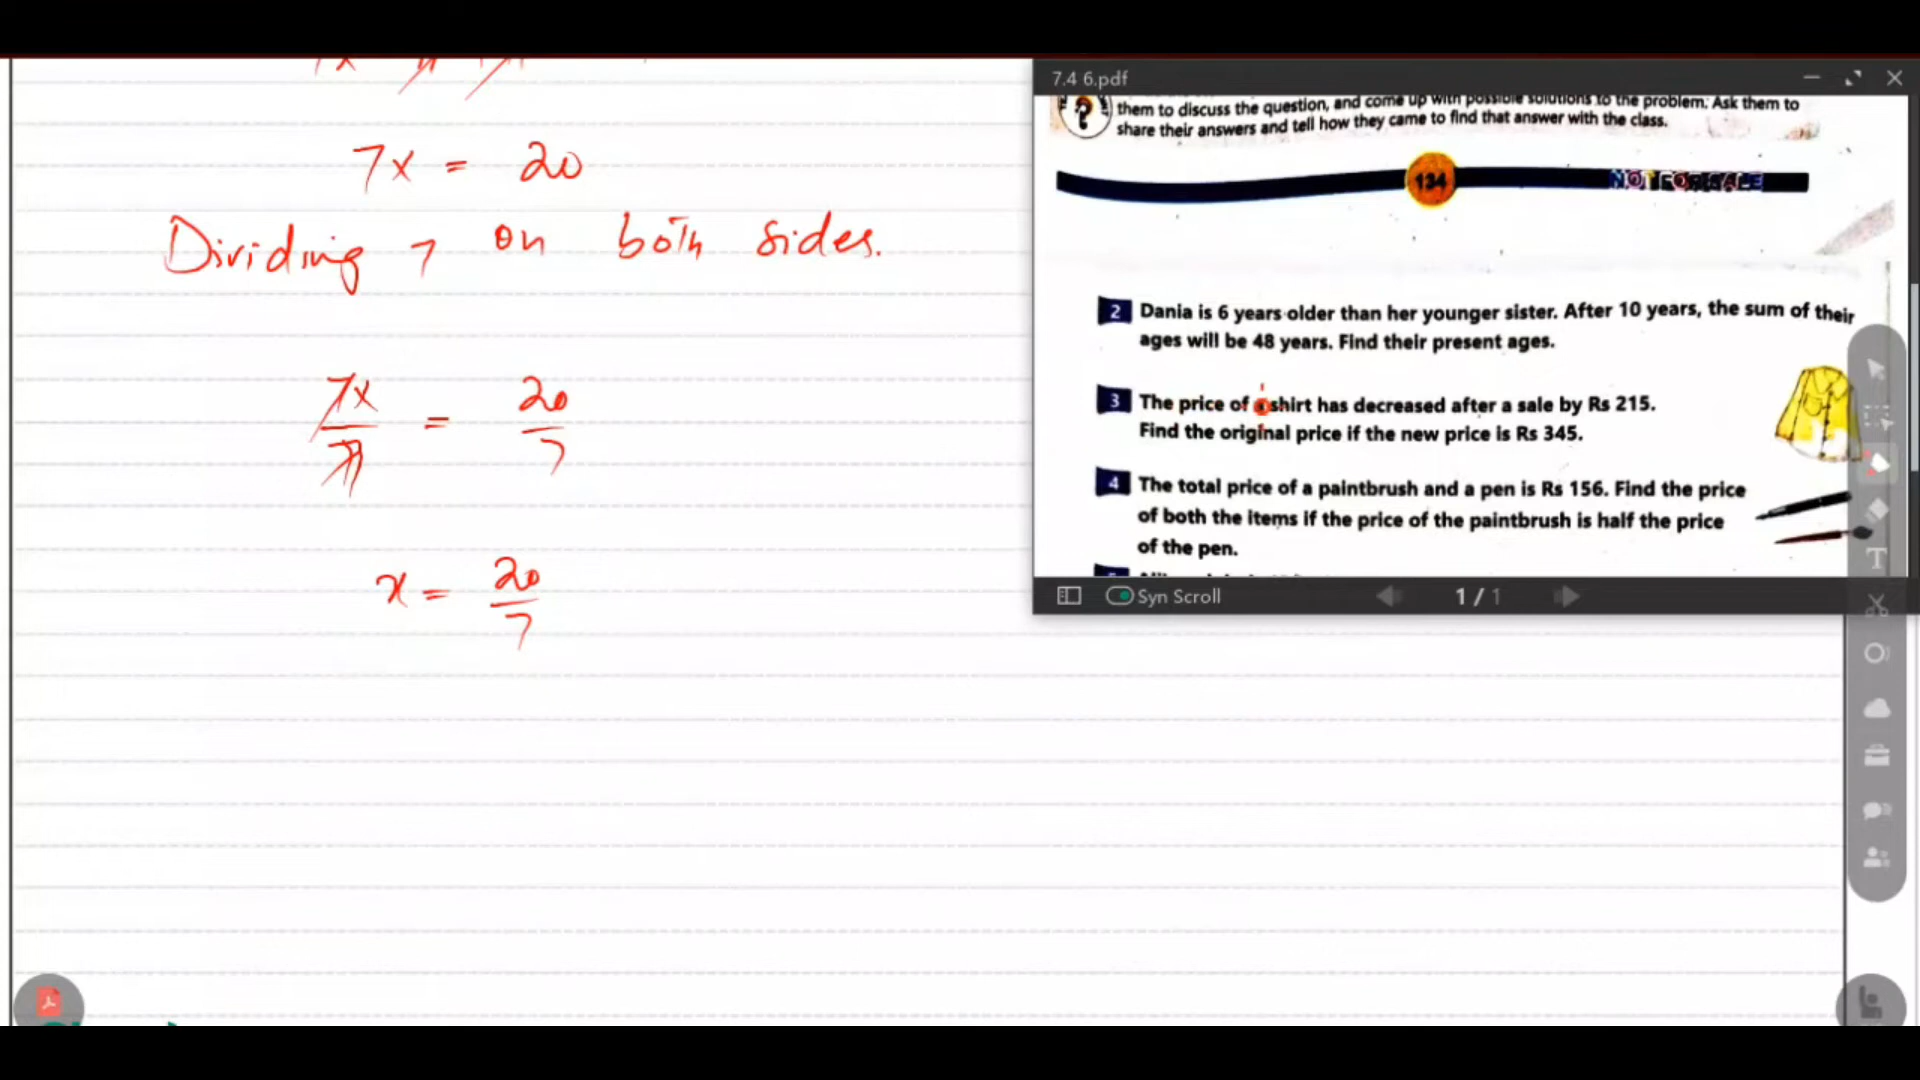 7x = 20
Dividing 7 on both sides.
7x/7 = 20/7
x = 20/7
7.4 6.pdf
them to discuss the question, and come up with possible solutions to the problem. Ask them to
share their answers and tell how they came to find that answer with the class.
134
NOT FOR SALE
2 Dania is 6 years older than her younger sister. After 10 years, the sum of their
ages will be 48 years. Find their present ages.
3 The price of a shirt has decreased after a sale by Rs 215.
Find the original price if the new price is Rs 345.
4 The total price of a paintbrush and a pen is Rs 156. Find the price
of both the items if the price of the paintbrush is half the price
of the pen.
Syn Scroll
1 / 1
T